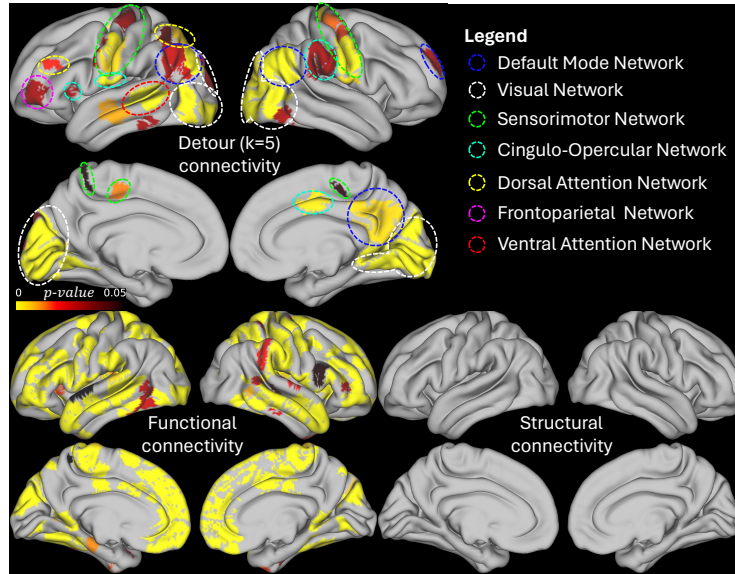 Legend
Default Mode Network
Visual Network
Sensorimotor Network
Cingulo-Opercular Network
Dorsal Attention Network
Frontoparietal Network
Ventral Attention Network
Detour (k=5)
connectivity
0 p-value 0.05
Functional
connectivity
Structural
connectivity